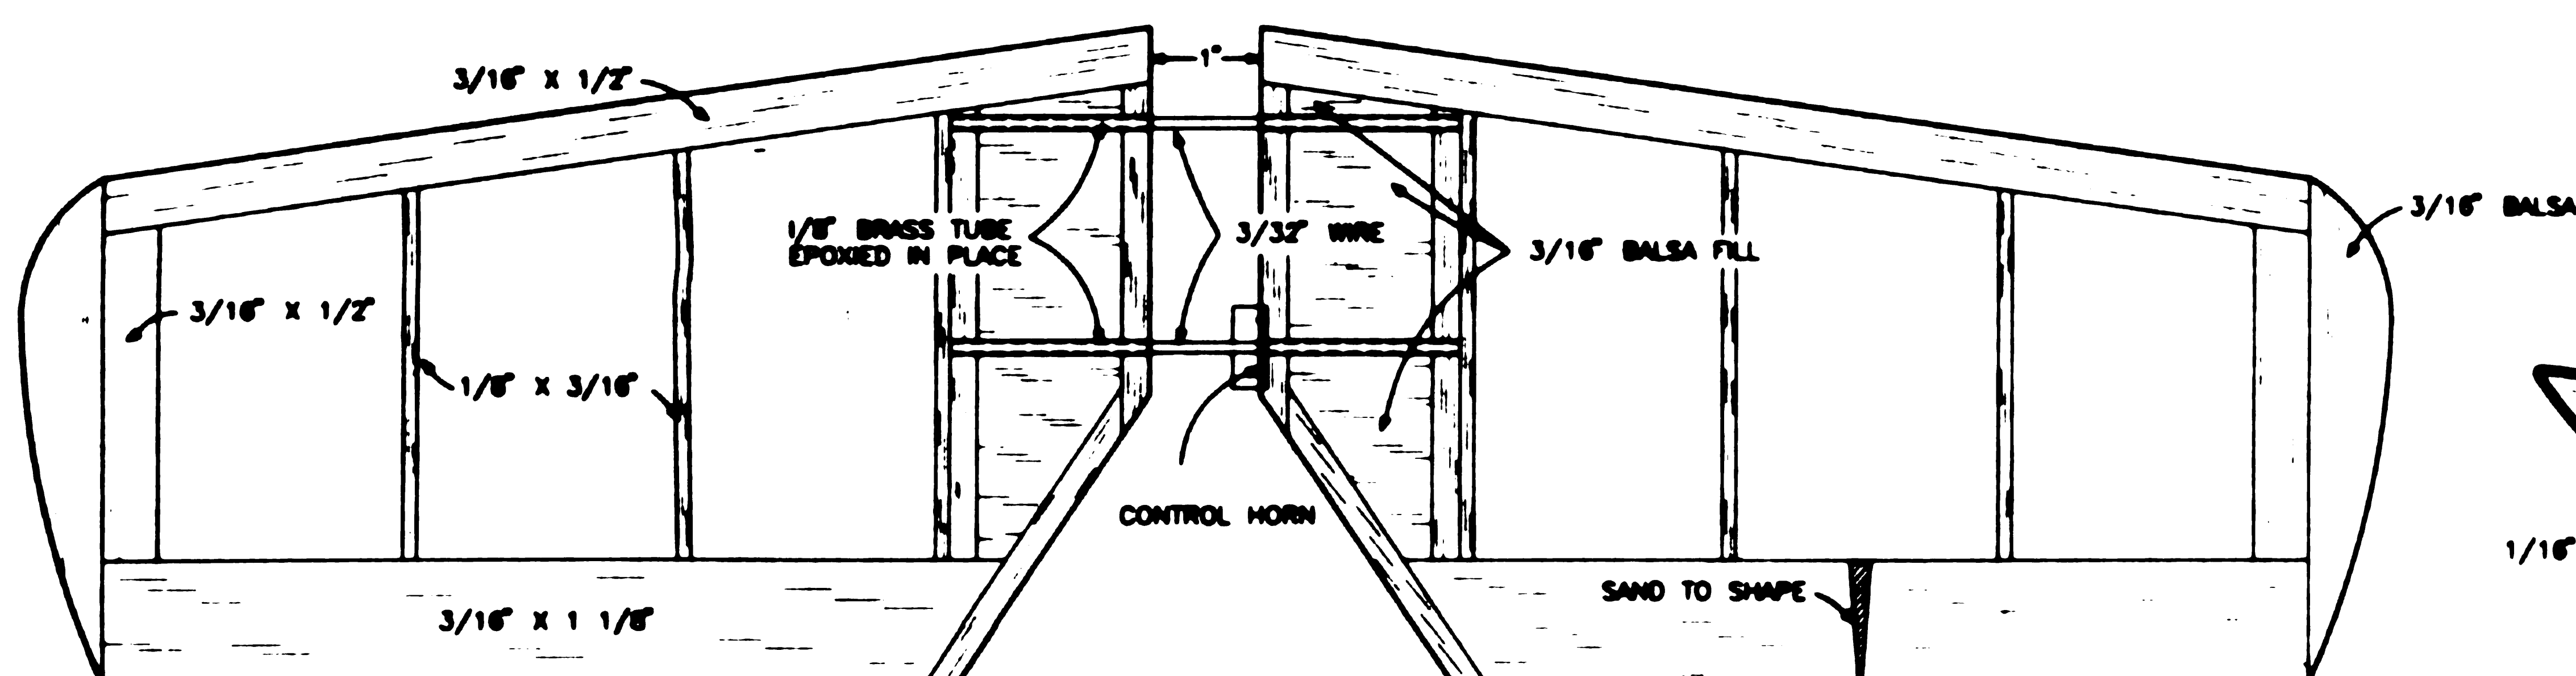 3/16" X 1/2"
1"
3/16" BALSA
1/8" BRASS TUBE
EPOXIED IN PLACE
3/32" WIRE
3/16" BALSA FILL
3/16" X 1/2"
1/8" X 3/16"
CONTROL HORN
1/16"
SAND TO SHAPE
3/16" X 1 1/8"